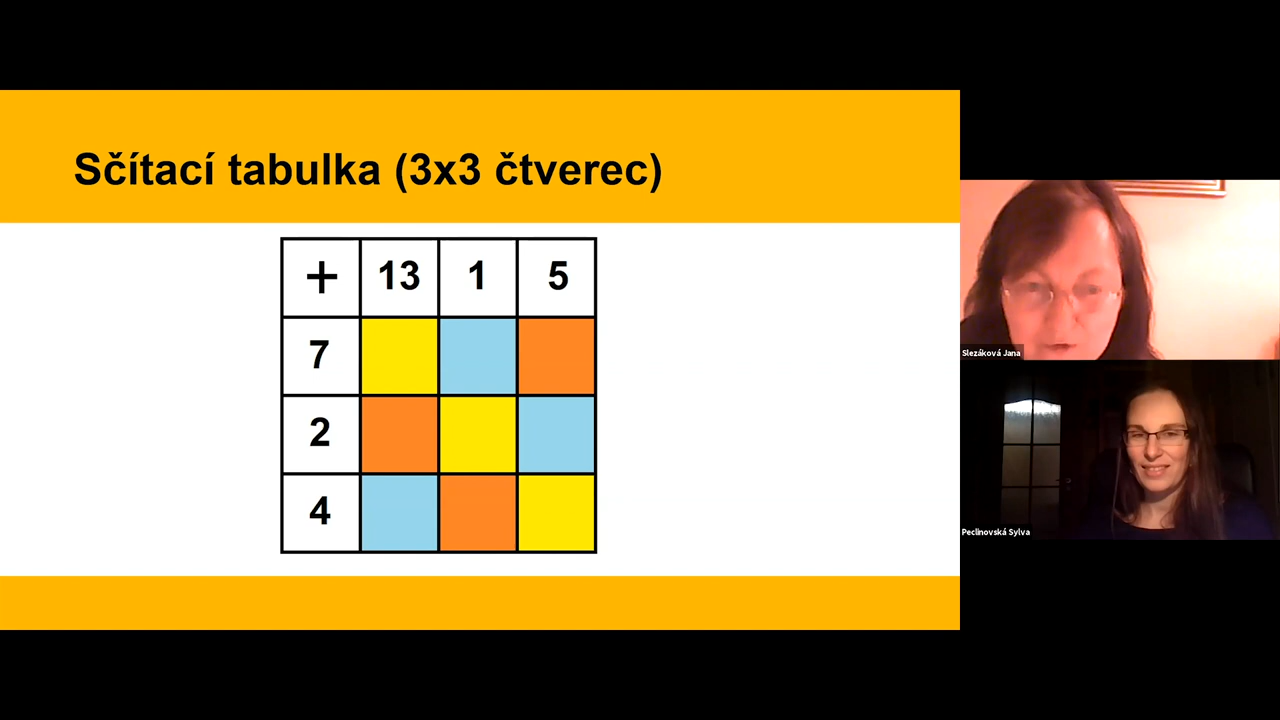 Sčítací tabulka (3x3 čtverec)
+ 13 1 5
7
2
4
Slezáková Jana
Peclinovská Sylva